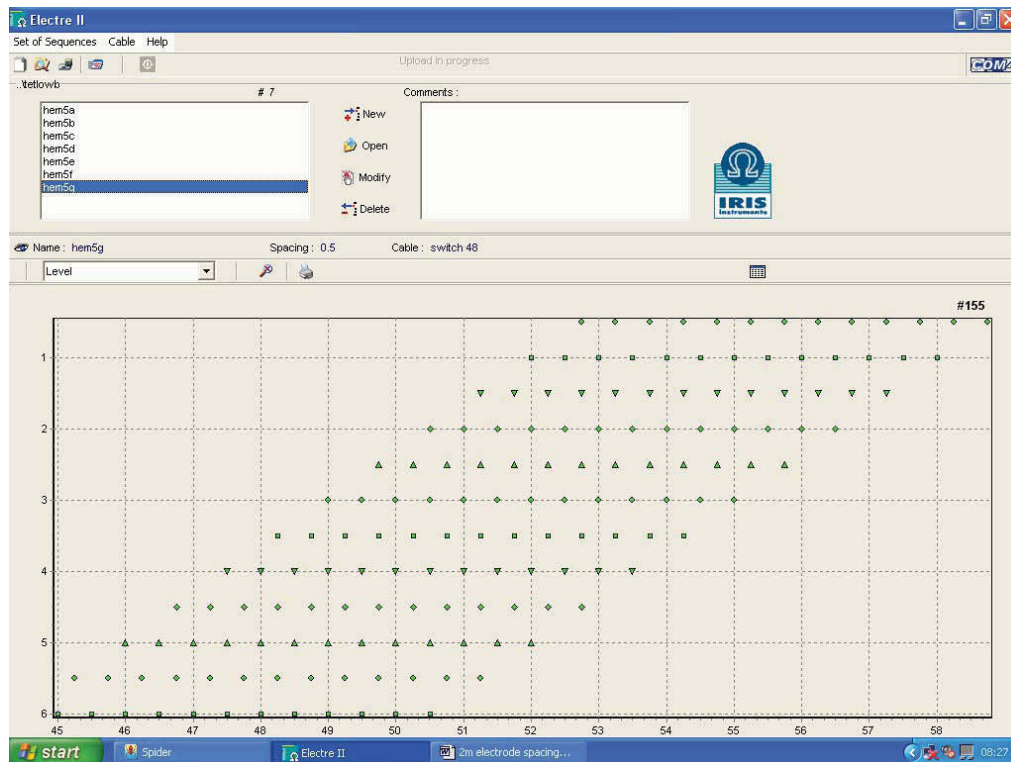 Electre II
Set of Sequences Cable Help
Upload in progress
COM2
..\tetlowb # 7 Comments :
hem5a
hem5b
hem5c
hem5d
hem5e
hem5f
hem5g
New
Open
Modify
Delete
IRIS
Instruments
Name : hem5g Spacing : 0.5 Cable : switch 48
Level
#155
1
2
3
4
5
6
45 46 47 48 49 50 51 52 53 54 55 56 57 58
start Spider Electre II 2m electrode spacing... 08:27